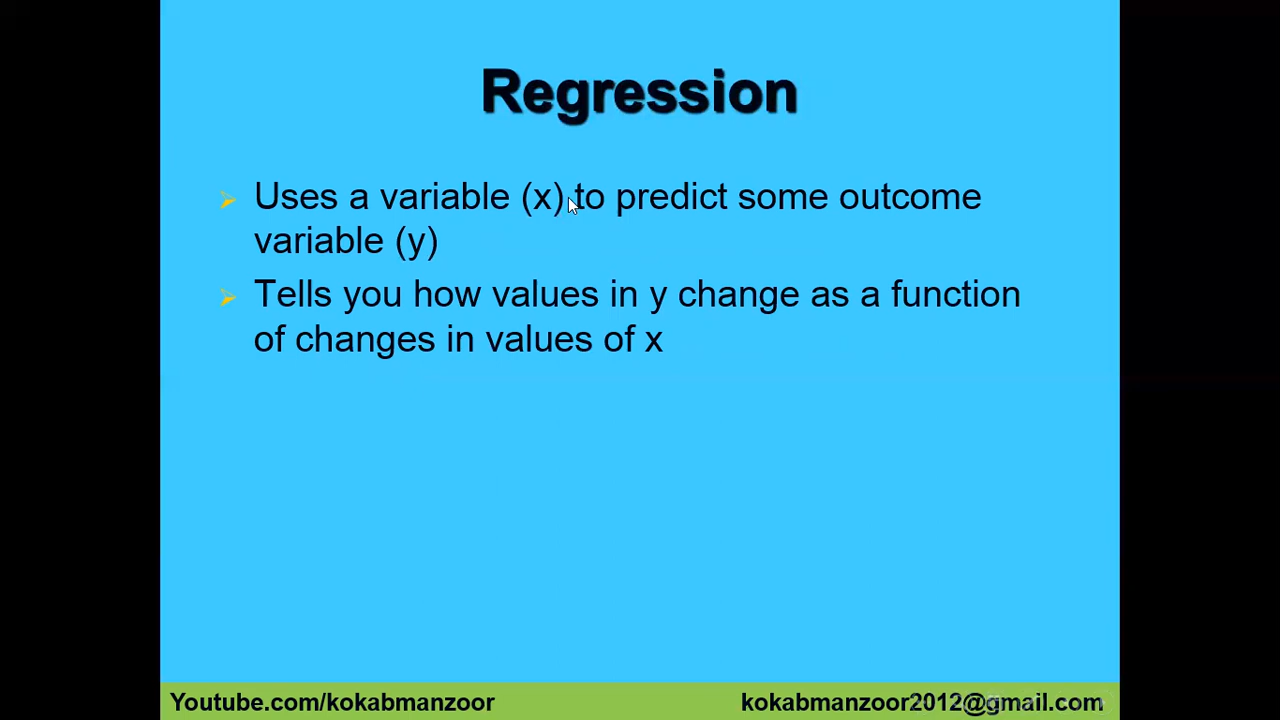 Regression
Uses a variable (x) to predict some outcome
variable (y)
Tells you how values in y change as a function
of changes in values of x
Youtube.com/kokabmanzoor
kokabmanzoor2012@gmail.com